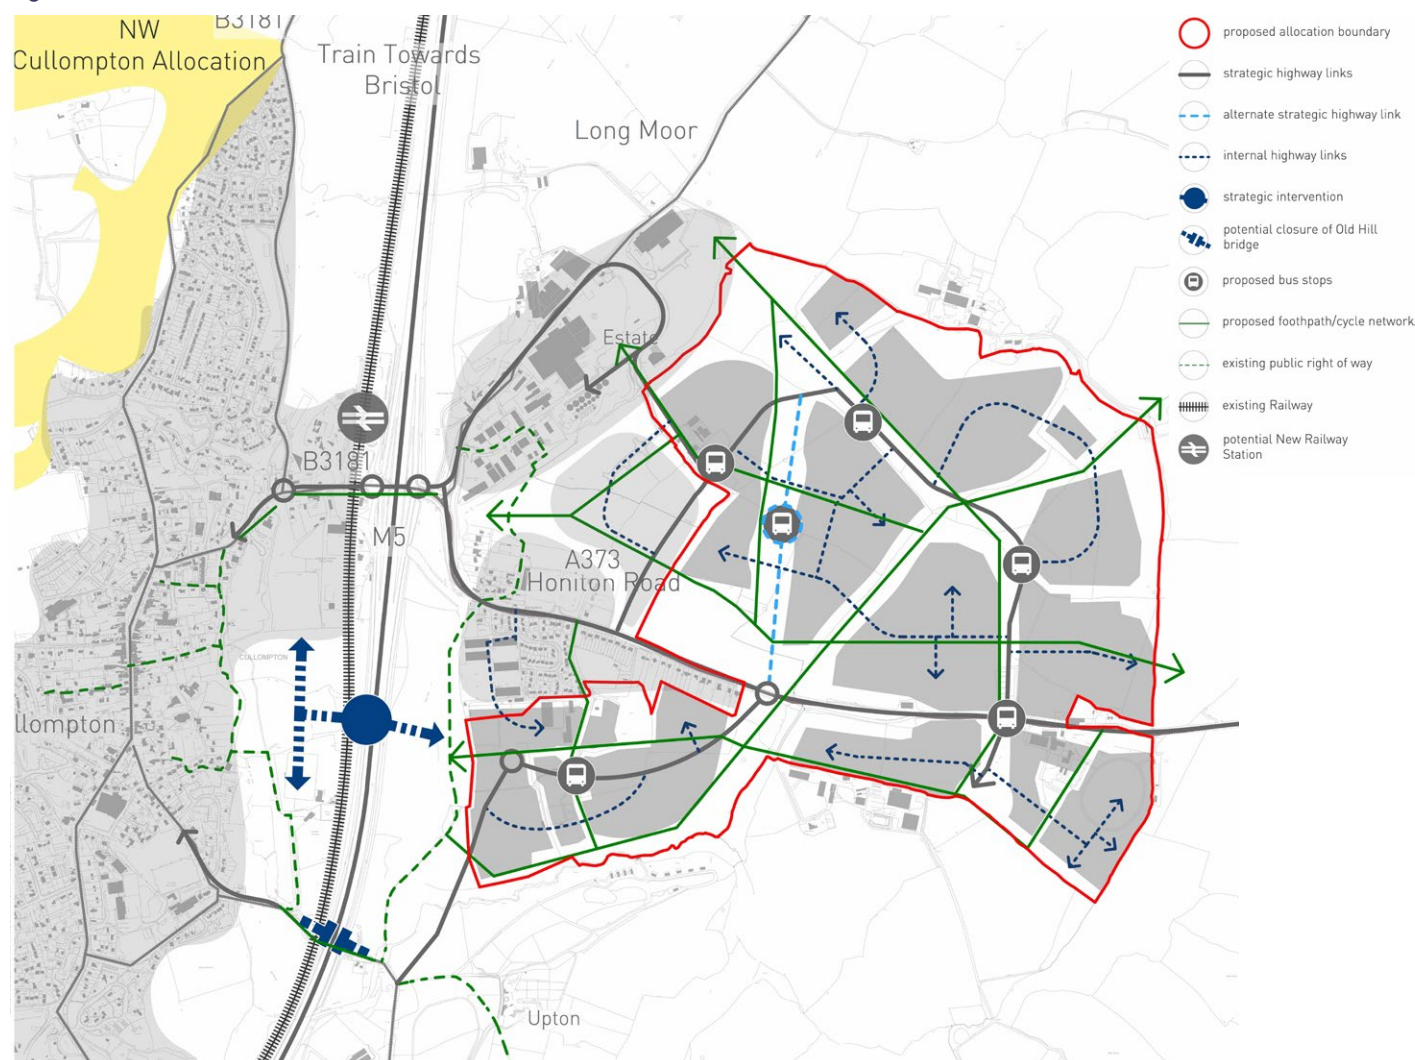 B3181
NW
Cullompton Allocation
Train Towards
Bristol
Long Moor
Estate
B3181
M5
A373
Honiton Road
CULLOMPTON
llompton
Upton
proposed allocation boundary
strategic highway links
alternate strategic highway link
internal highway links
strategic intervention
potential closure of Old Hill
bridge
proposed bus stops
proposed foothpath/cycle network
existing public right of way
existing Railway
potential New Railway
Station